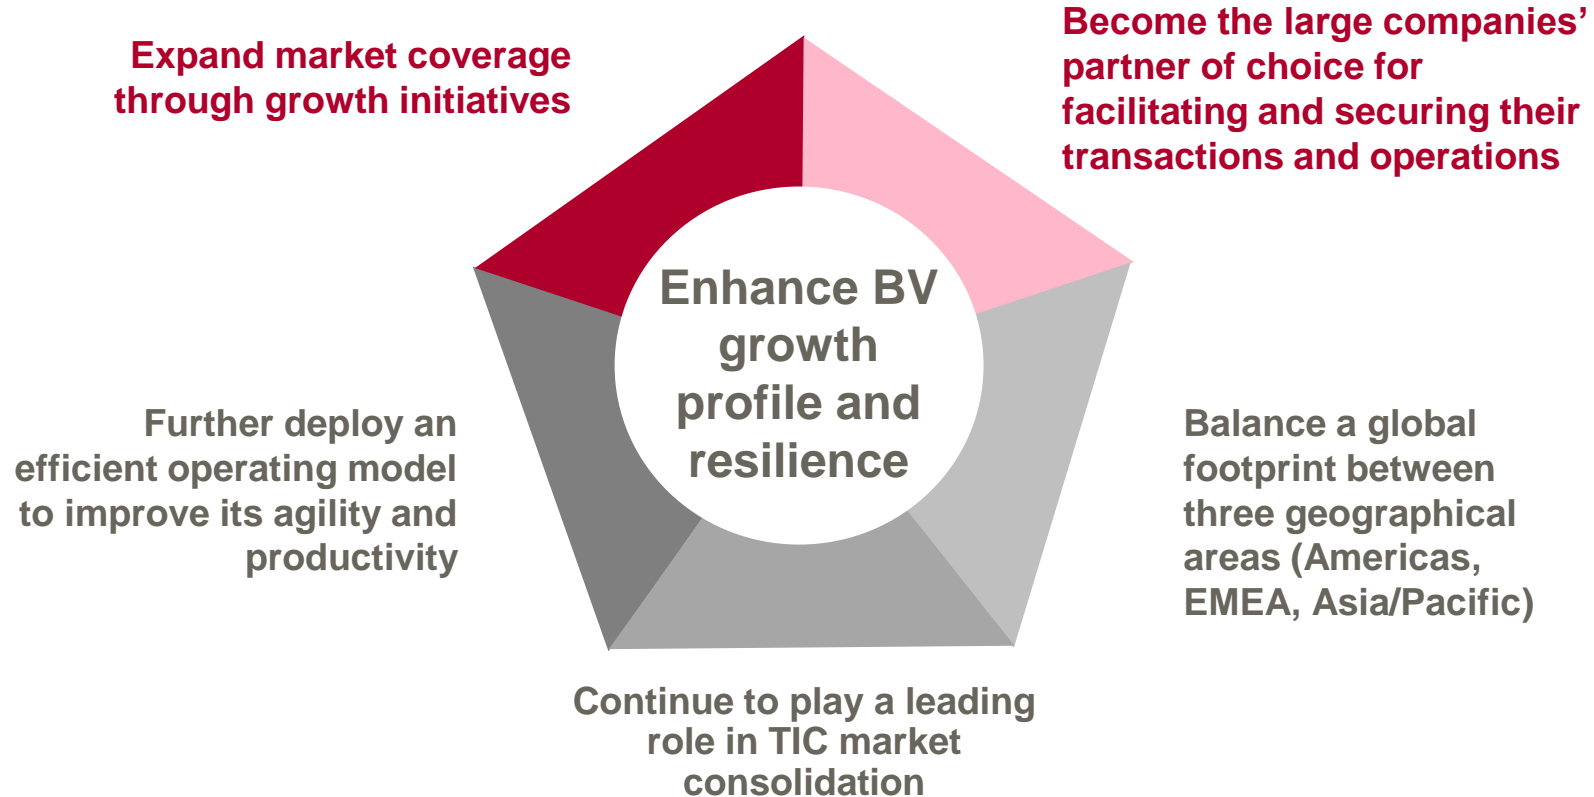 Expand market coverage
through growth initiatives
Become the large companies’
partner of choice for
facilitating and securing their
transactions and operations
Enhance BV
growth
profile and
resilience
Further deploy an
efficient operating model
to improve its agility and
productivity
Balance a global
footprint between
three geographical
areas (Americas,
EMEA, Asia/Pacific)
Continue to play a leading
role in TIC market
consolidation